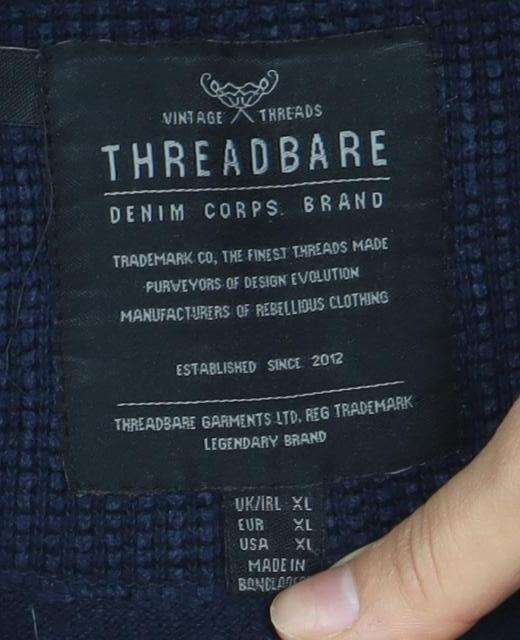 VINTAGE THREADS
THREADBARE
DENIM CORPS. BRAND
TRADEMARK CO, THE FINEST THREADS MADE
PURVEYORS OF DESIGN EVOLUTION
MANUFACTURERS OF REBELLIOUS CLOTHING
ESTABLISHED SINCE 2012
THREADBARE GARMENTS LTD, REG TRADEMARK
LEGENDARY BRAND
UK/IRL XL
EUR XL
USA XL
MADE IN